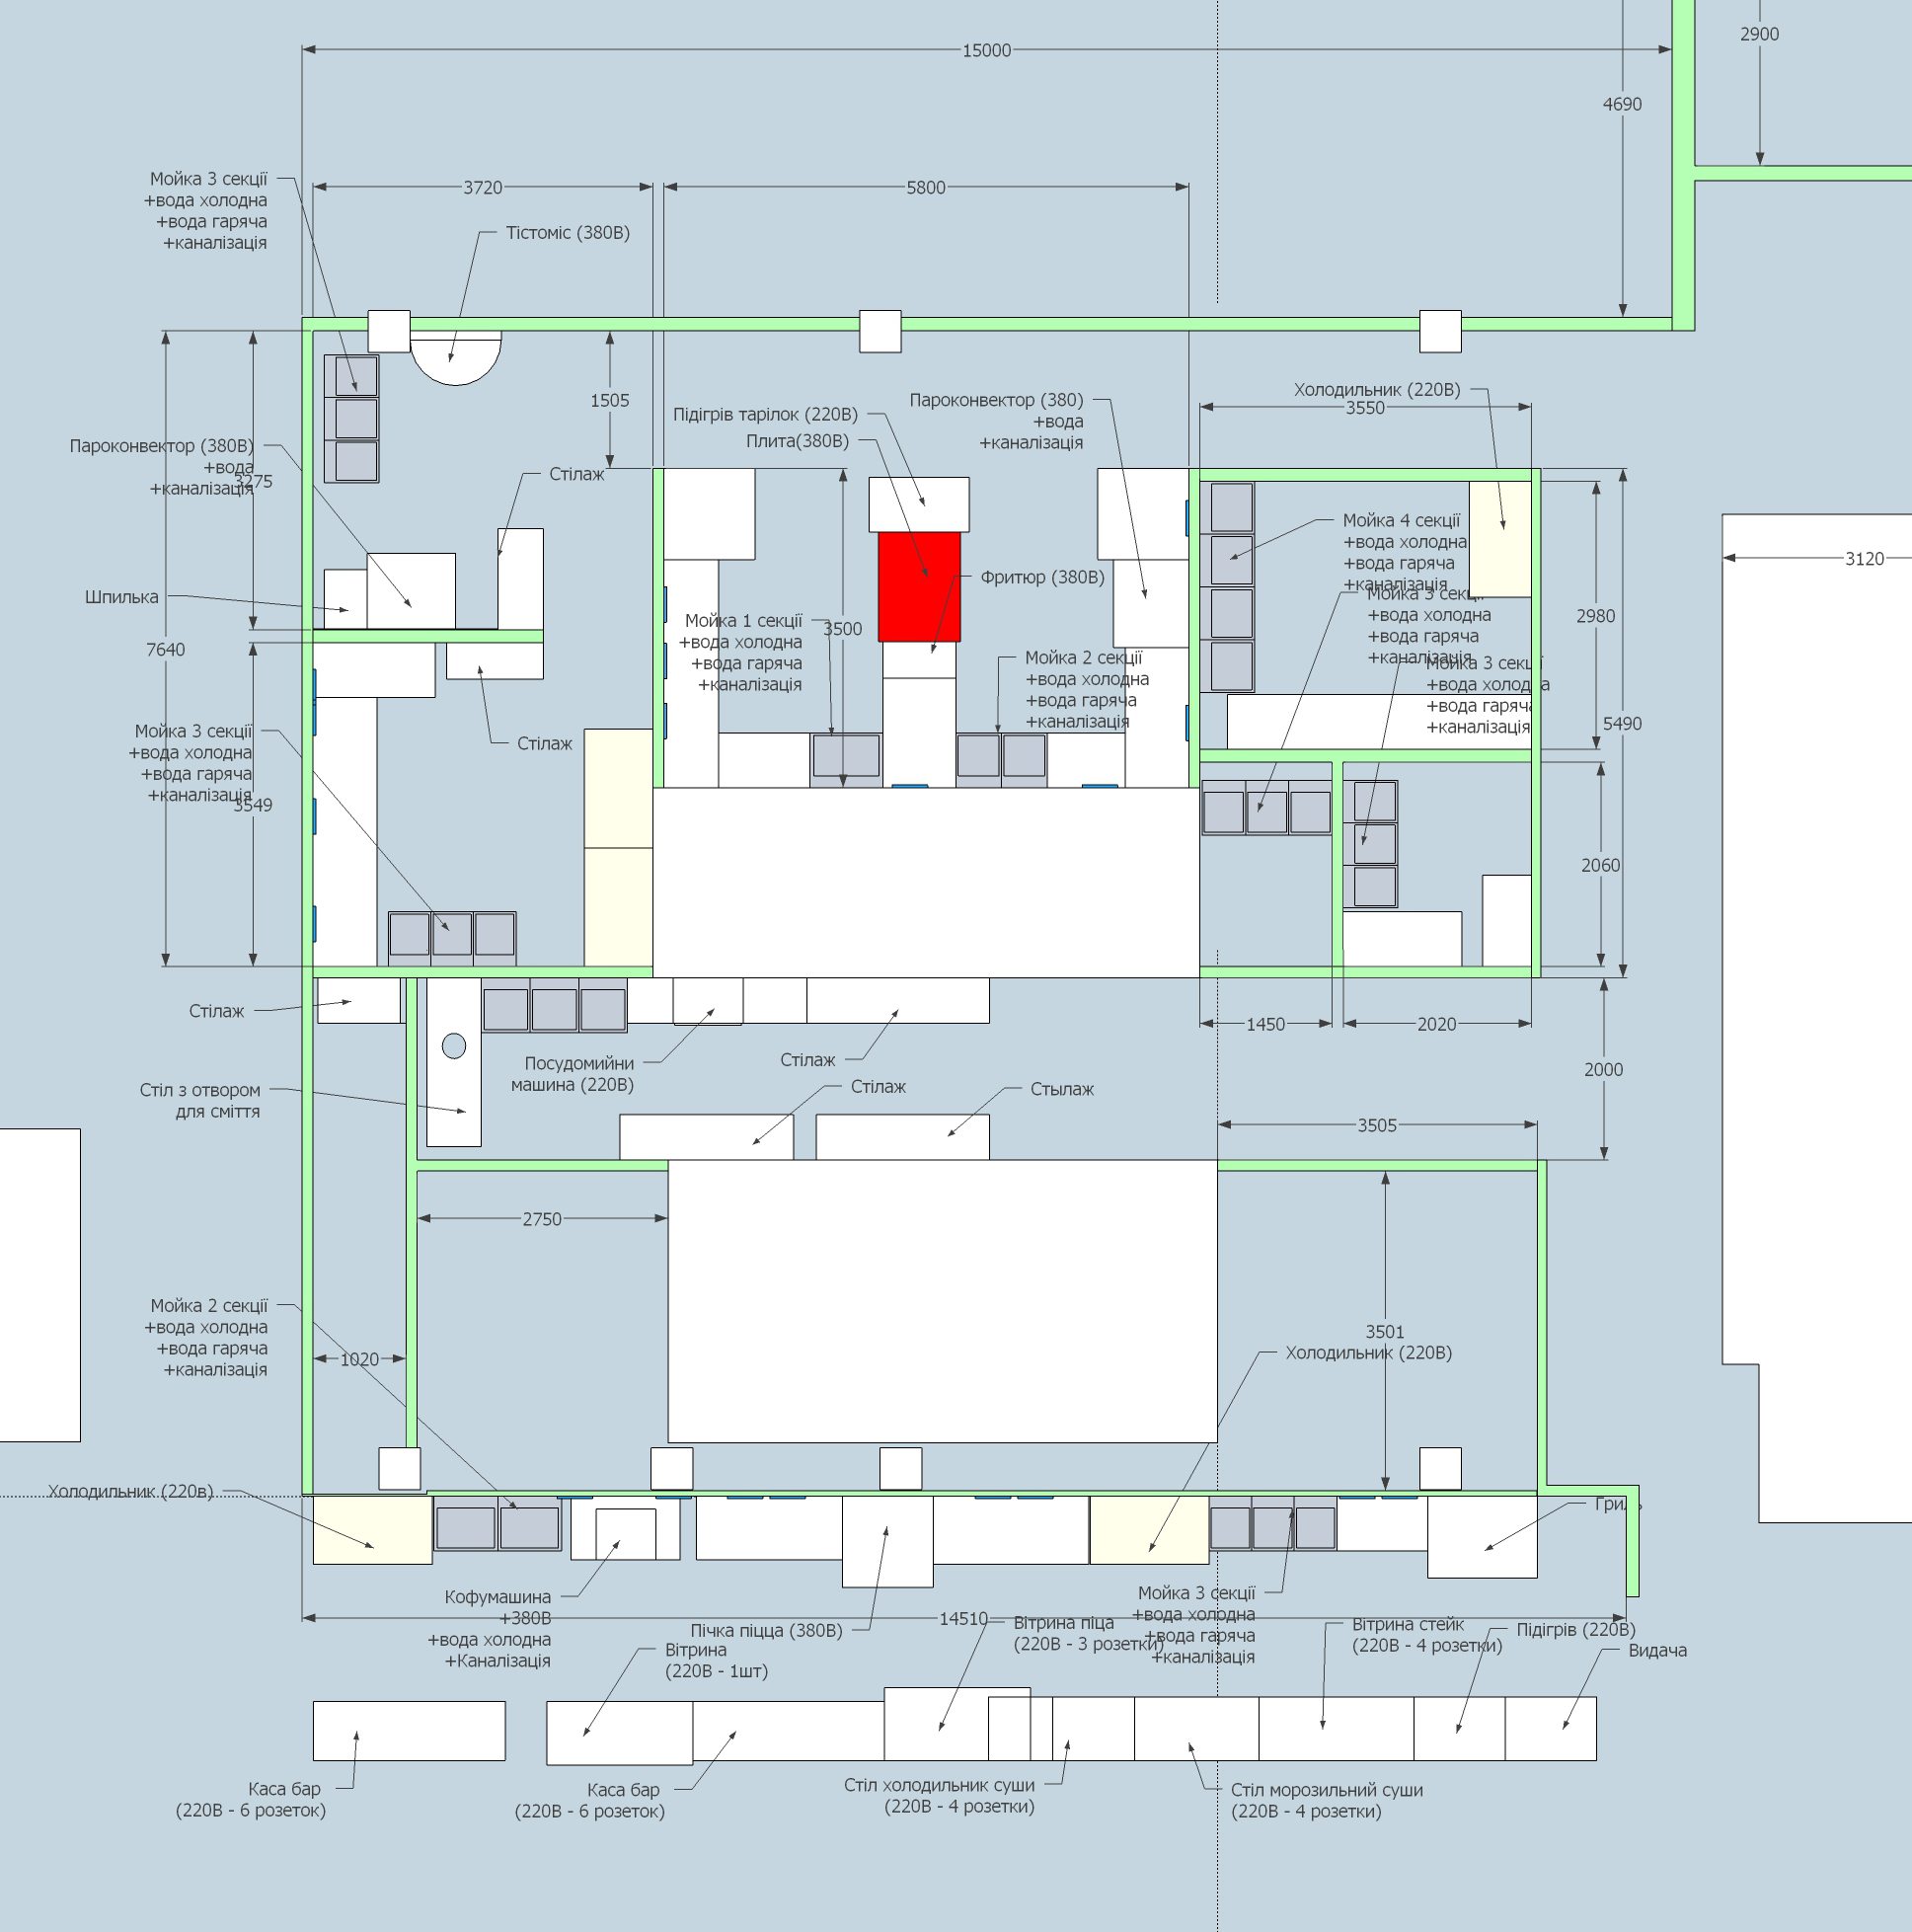 2900
15000
4690
Мойка 3 секції
+вода холодна
+вода гаряча
+каналізація
3720
5800
Тістоміс (380В)
1505
Підігрів тарілок (220В)
Плита(380В)
Пароконвектор (380)
+вода
+каналізація
Холодильник (220В)
3550
Пароконвектор (380В)
+вода
+каналізація
3275
Стілаж
Мойка 4 секції
+вода холодна
+вода гаряча
+каналізація
3120
Шпилька
Фритюр (380В)
Мойка 3 секції
+вода холодна
+вода гаряча
+каналізація
2980
7640
Мойка 1 секції
+вода холодна
+вода гаряча
+каналізація
3500
Мойка 2 секції
+вода холодна
+вода гаряча
+каналізація
Мойка 3 секції
+вода холодна
+вода гаряча
+каналізація
5490
Мойка 3 секції
+вода холодна
+вода гаряча
+каналізація
3549
Стілаж
2060
Стілаж
1450
2020
Посудомийни
машина (220В)
Стілаж
2000
Стіл з отвором
для сміття
Стілаж
Стылаж
3505
2750
Мойка 2 секції
+вода холодна
+вода гаряча
+каналізація
1020
3501
Холодильник (220В)
Холодильник (220в)
Кофумашина
+380В
+вода холодна
+Каналізація
14510
Пічка піцца (380В)
Вітрина
(220В - 1шт)
Вітрина піца
(220В - 3 розетки)
Мойка 3 секції
+вода холодна
+вода гаряча
+каналізація
Вітрина стейк
(220В - 4 розетки)
Підігрів (220В)
Видача
Каса бар
(220В - 6 розеток)
Каса бар
(220В - 6 розеток)
Стіл холодильник суши
(220В - 4 розетки)
Стіл морозильний суши
(220В - 4 розетки)